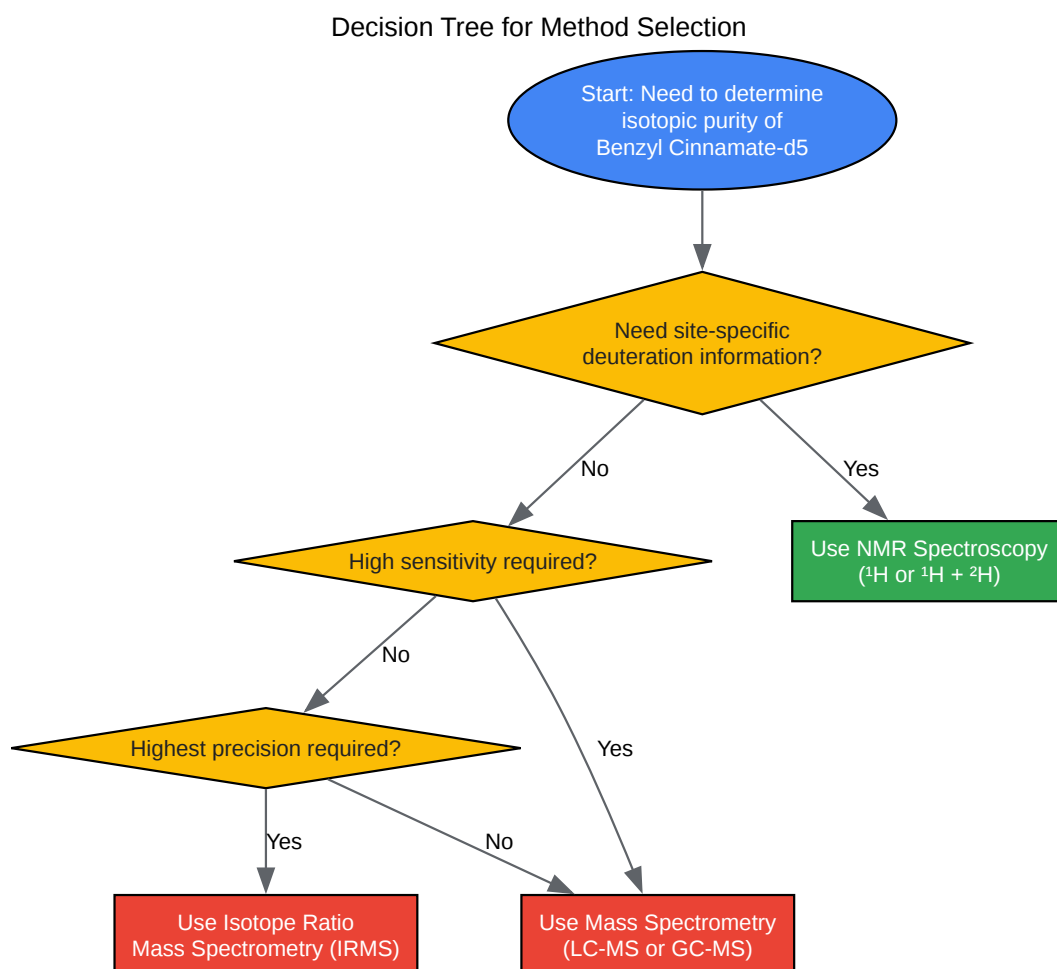 Decision Tree for Method Selection
Start: Need to determine
isotopic purity of
Benzyl Cinnamate-d5
Need site-specific
deuteration information?
No
Yes
High sensitivity required?
Use NMR Spectroscopy
(¹H or ¹H + ²H)
No
Highest precision required?
Yes
Yes
No
Use Isotope Ratio
Mass Spectrometry (IRMS)
Use Mass Spectrometry
(LC-MS or GC-MS)